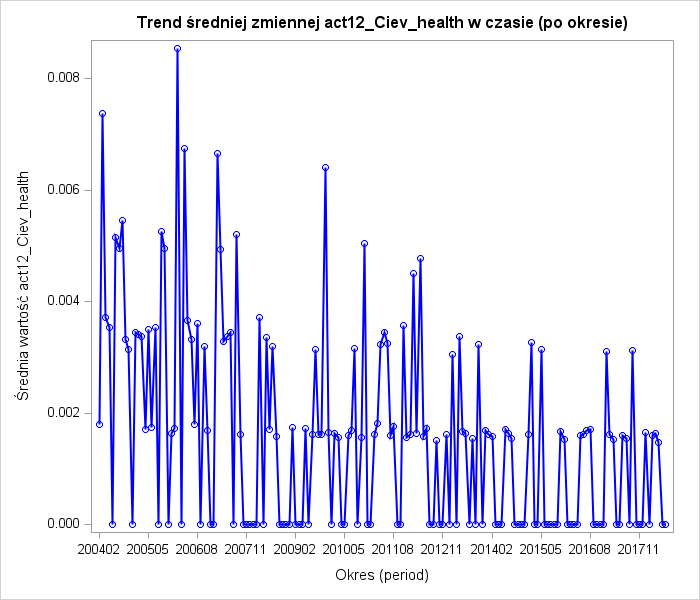 Trend średniej zmiennej act12_Ciev_health w czasie (po okresie)
Średnia wartość act12_Ciev_health
0.008
0.006
0.004
0.002
0.000
200402 200505 200608 200711 200902 201005 201108 201211 201402 201505 201608 201711
Okres (period)